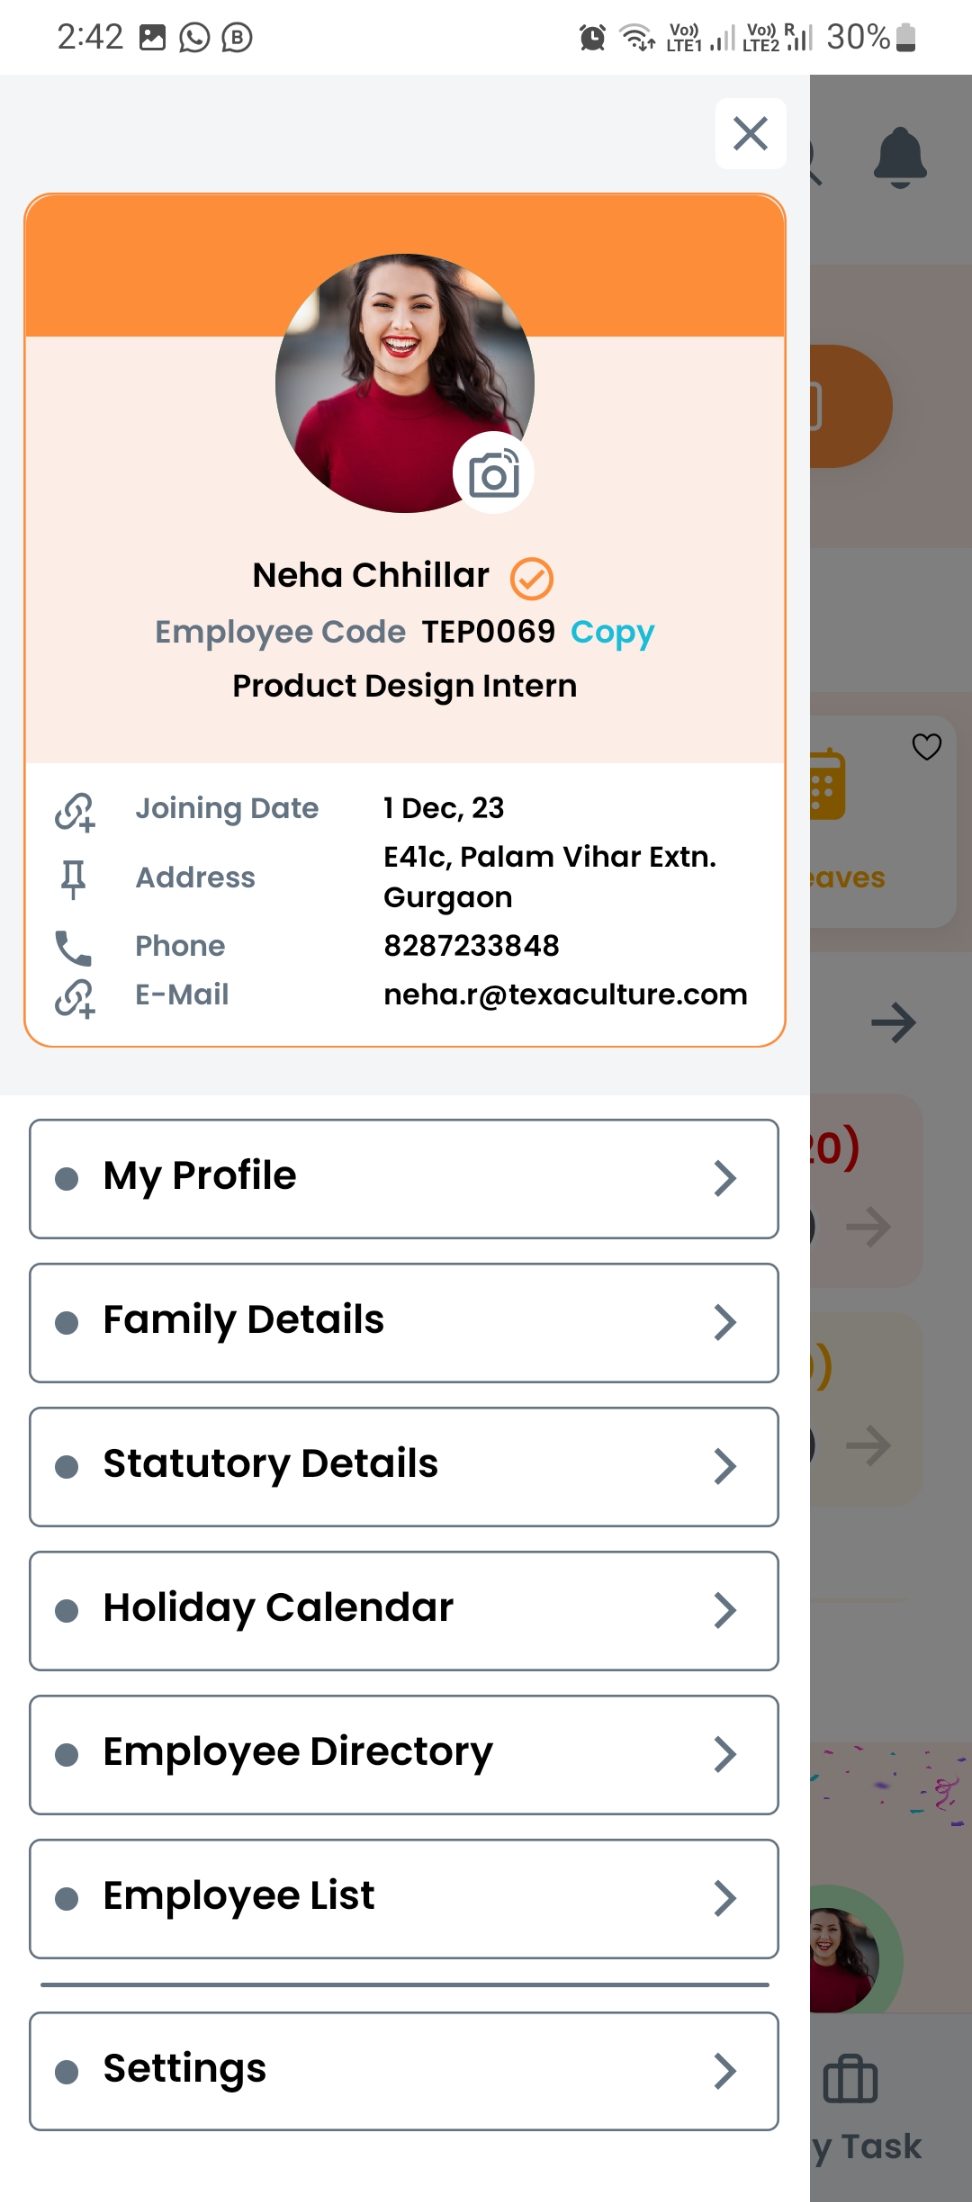 2:42
Vo)) LTE1 Vo)) LTE2 R 30%
Neha Chhillar
Employee Code TEP0069 Copy
Product Design Intern
Joining Date 1 Dec, 23
Address E41c, Palam Vihar Extn.
Gurgaon
Phone 8287233848
E-Mail neha.r@texaculture.com
eaves
20)
My Profile
Family Details
Statutory Details
Holiday Calendar
Employee Directory
Employee List
Settings
y Task